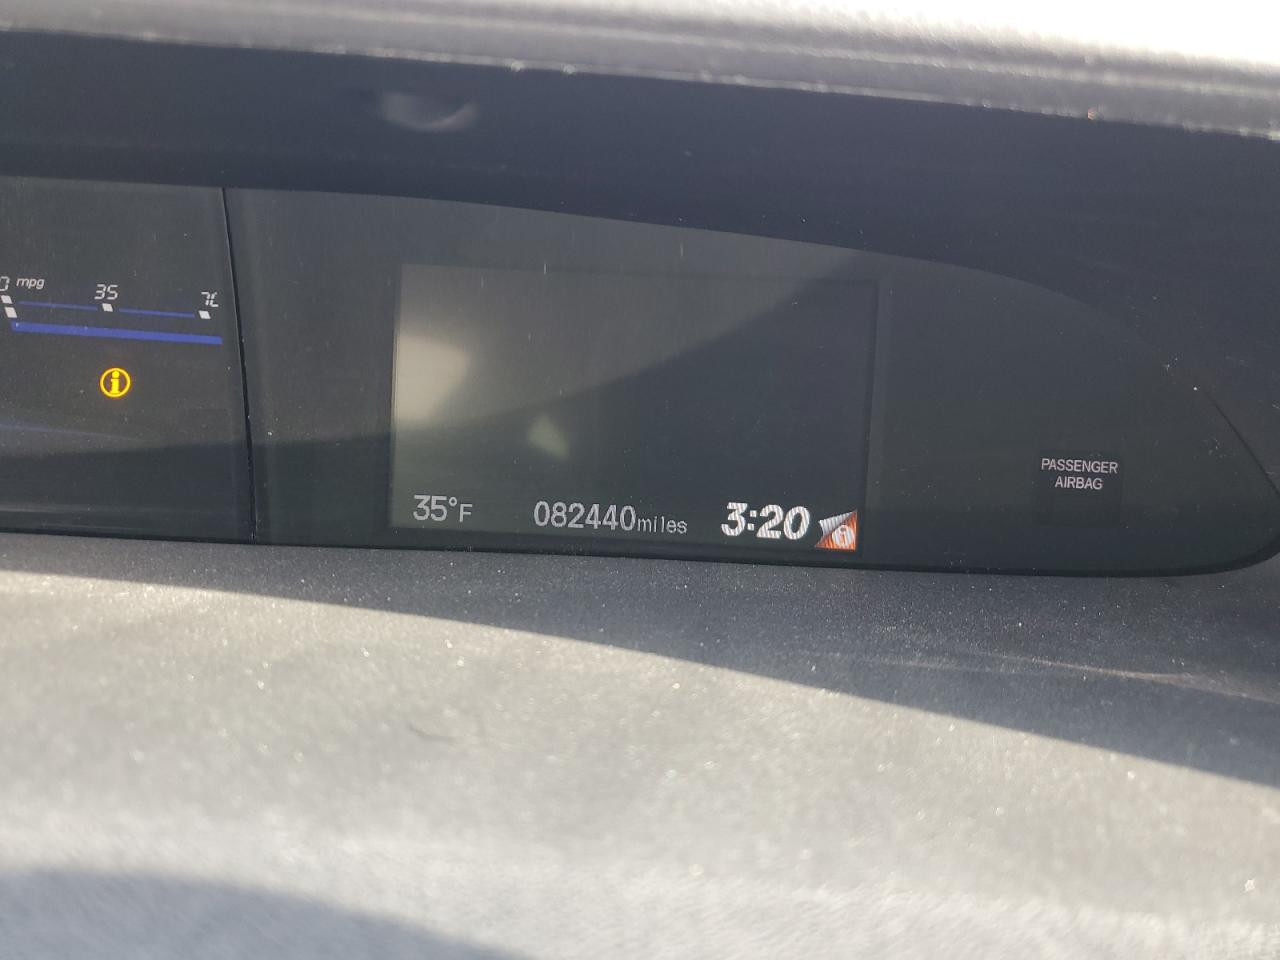 mpg 35
35°F 082440miles 3:20
PASSENGER
AIRBAG